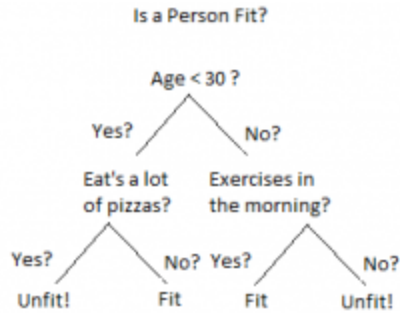 Is a Person Fit?
Age < 30 ?
Yes?
No?
Eat's a lot
of pizzas?
Exercises in
the morning?
Yes?
No?
Yes?
No?
Unfit!
Fit
Fit
Unfit!